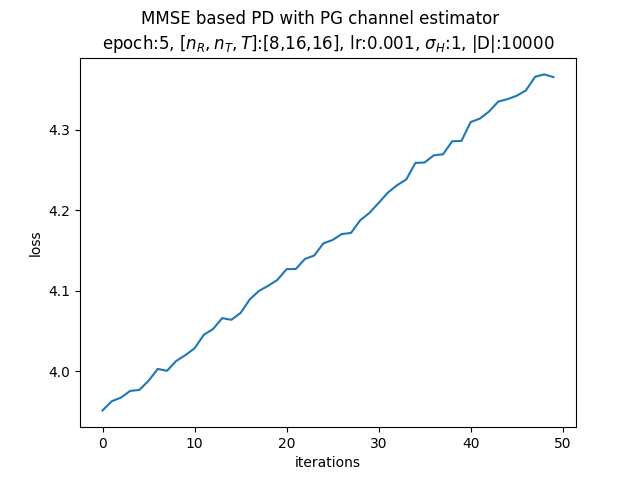 MMSE based PD with PG channel estimator
epoch:5, [n_R, n_T, T]:[8,16,16], lr:0.001, σ_H:1, |D|:10000
4.3
4.2
4.1
4.0
loss
0 10 20 30 40 50
iterations